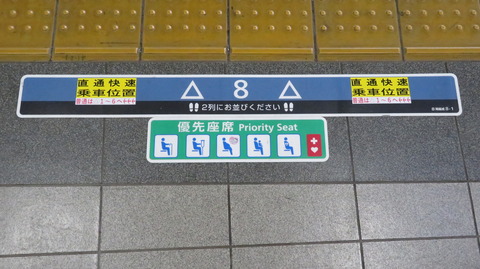 直通快速
乗車位置
普通は 1～6へ
△ 8 △
2列にお並びください
直通快速
乗車位置
普通は 1～6へ
優先座席 Priority Seat